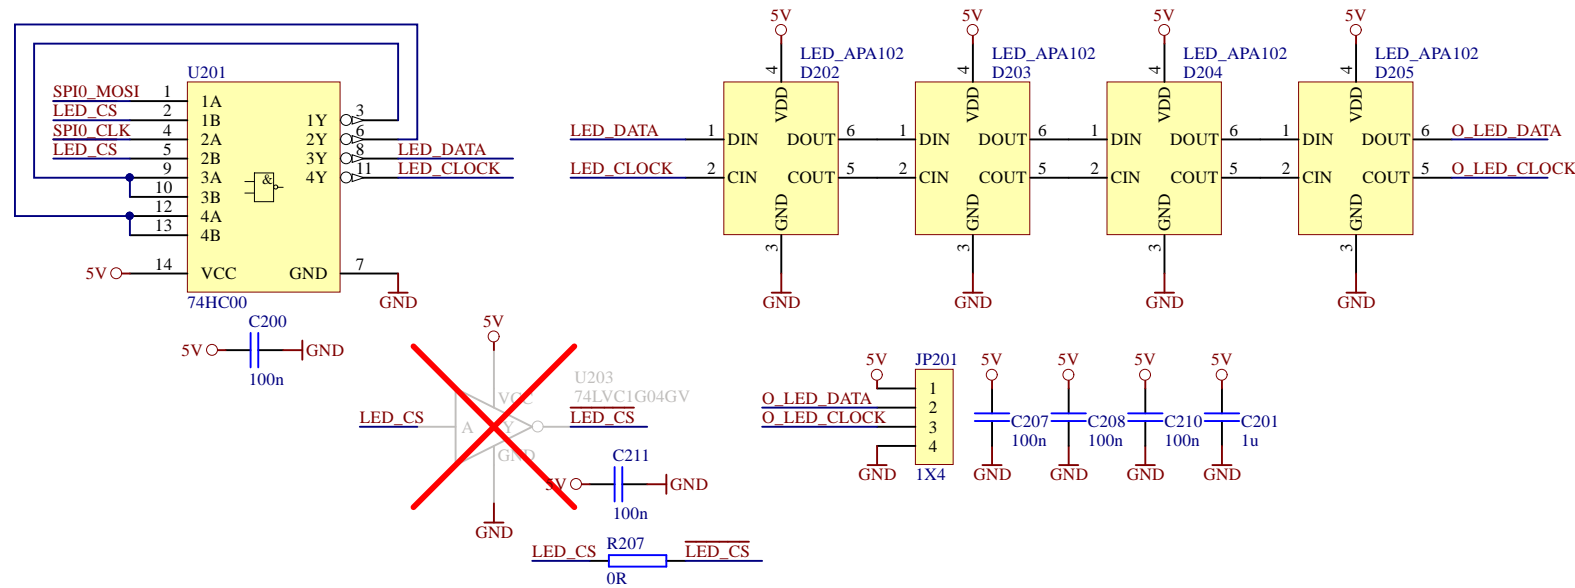 U201
SPI0_MOSI 1 1A
LED_CS 2 1B
SPI0_CLK 4 2A
LED_CS 5 2B
9 3A
10 3B
12 4A
13 4B
5V 14 VCC
1Y 3
2Y 6
3Y 8 LED_DATA
4Y 11 LED_CLOCK
&
GND 7
GND
74HC00
C200
5V GND
100n
5V
LED_APA102
D202
4
VDD
LED_DATA 1 DIN DOUT 6
LED_CLOCK 2 CIN COUT 5
GND
3
GND
5V
LED_APA102
D203
4
VDD
1 DIN DOUT 6
2 CIN COUT 5
GND
3
GND
5V
LED_APA102
D204
4
VDD
1 DIN DOUT 6
2 CIN COUT 5
GND
3
GND
5V
LED_APA102
D205
4
VDD
1 DIN DOUT 6 O_LED_DATA
2 CIN COUT 5 O_LED_CLOCK
GND
3
GND
5V
U203
74LVC1G04GV
VCC
LED_CS A Y LED_CS
GND
GND
C211
5V GND
100n
R207
LED_CS LED_CS
0R
5V JP201
1
O_LED_DATA 2
O_LED_CLOCK 3
4
GND 1X4
5V
C207
100n
GND
5V
C208
100n
GND
5V
C210
100n
GND
5V
C201
1u
GND